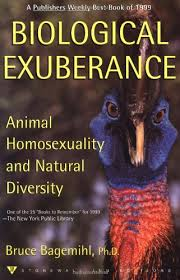 A Publishers Weekly Best Book of 1999
BIOLOGICAL
EXUBERANCE
Animal
Homosexuality
and Natural
Diversity
One of the 25 "Books to Remember" for 1999
—The New York Public Library
Bruce Bagemihl, Ph.D.